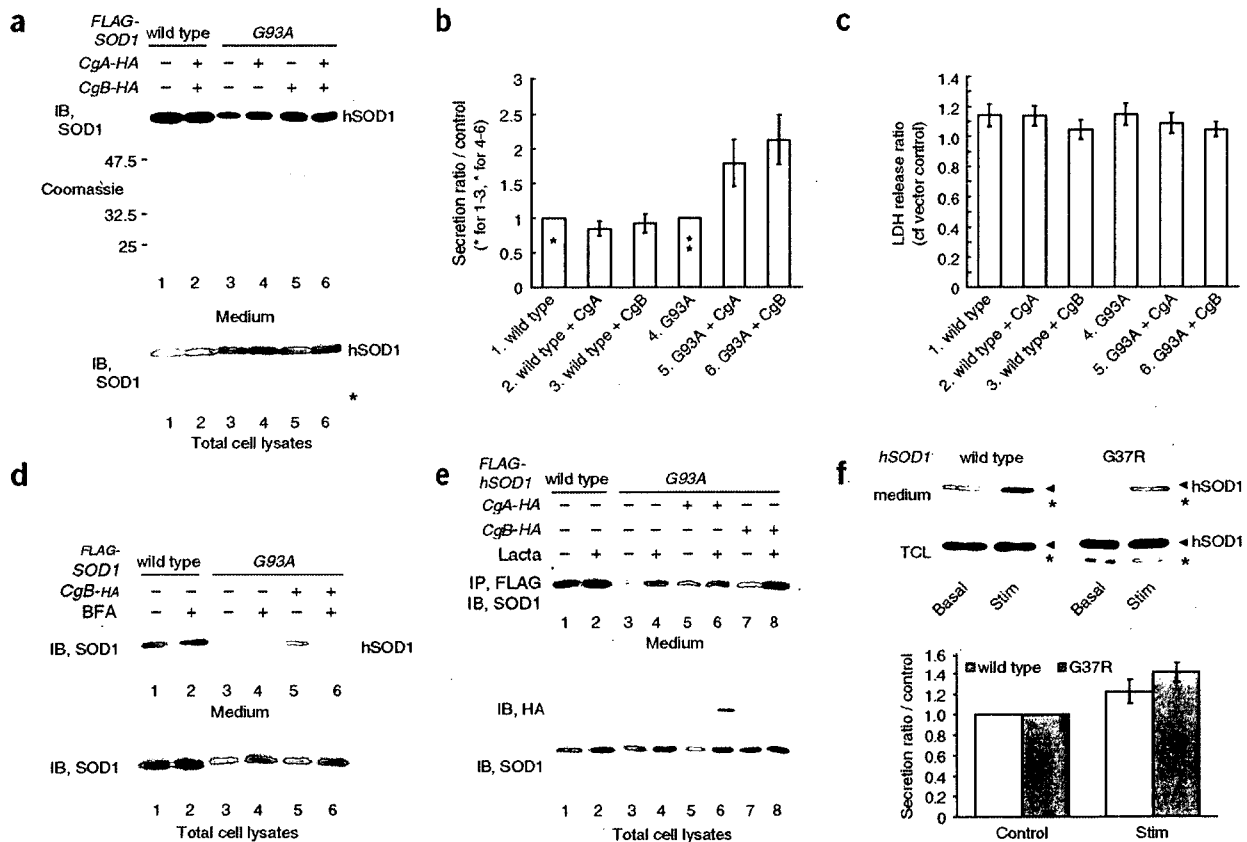 a
FLAG-SOD1 wild type G93A
CgA-HA – + – + – +
CgB-HA – + – – + +
IB, SOD1 hSOD1
47.5
Coomassie
32.5
25
1 2 3 4 5 6
Medium
IB, SOD1 hSOD1
*
1 2 3 4 5 6
Total cell lysates
b
Secretion ratio / control
(* for 1-3, * for 4-6)
3
2.5
2
1.5
1
0.5
0
*
* *
1. wild type
2. wild type + CgA
3. wild type + CgB
4. G93A
5. G93A + CgA
6. G93A + CgB
c
LDH release ratio
(cf vector control)
1.4
1.2
1.0
0.8
0.6
0.4
0.2
0
1. wild type
2. wild type + CgA
3. wild type + CgB
4. G93A
5. G93A + CgA
6. G93A + CgB
d
FLAG-SOD1 wild type G93A
CgB-HA – – – – + +
BFA – + – + – +
IB, SOD1 hSOD1
1 2 3 4 5 6
Medium
IB, SOD1
1 2 3 4 5 6
Total cell lysates
e
FLAG-hSOD1 wild type G93A
CgA-HA – – – – + + – –
CgB-HA – – – – – – + +
Lacta – + – + – + – +
IP, FLAG
IB, SOD1
1 2 3 4 5 6 7 8
Medium
IB, HA
IB, SOD1
1 2 3 4 5 6 7 8
Total cell lysates
f
hSOD1: wild type G37R
medium hSOD1
* *
TCL hSOD1
* *
Basal Stim Basal Stim
Secretion ratio / control
1.6
1.4
1.2
1.0
0.8
0.6
0.4
0.2
0
wild type G37R
Control Stim